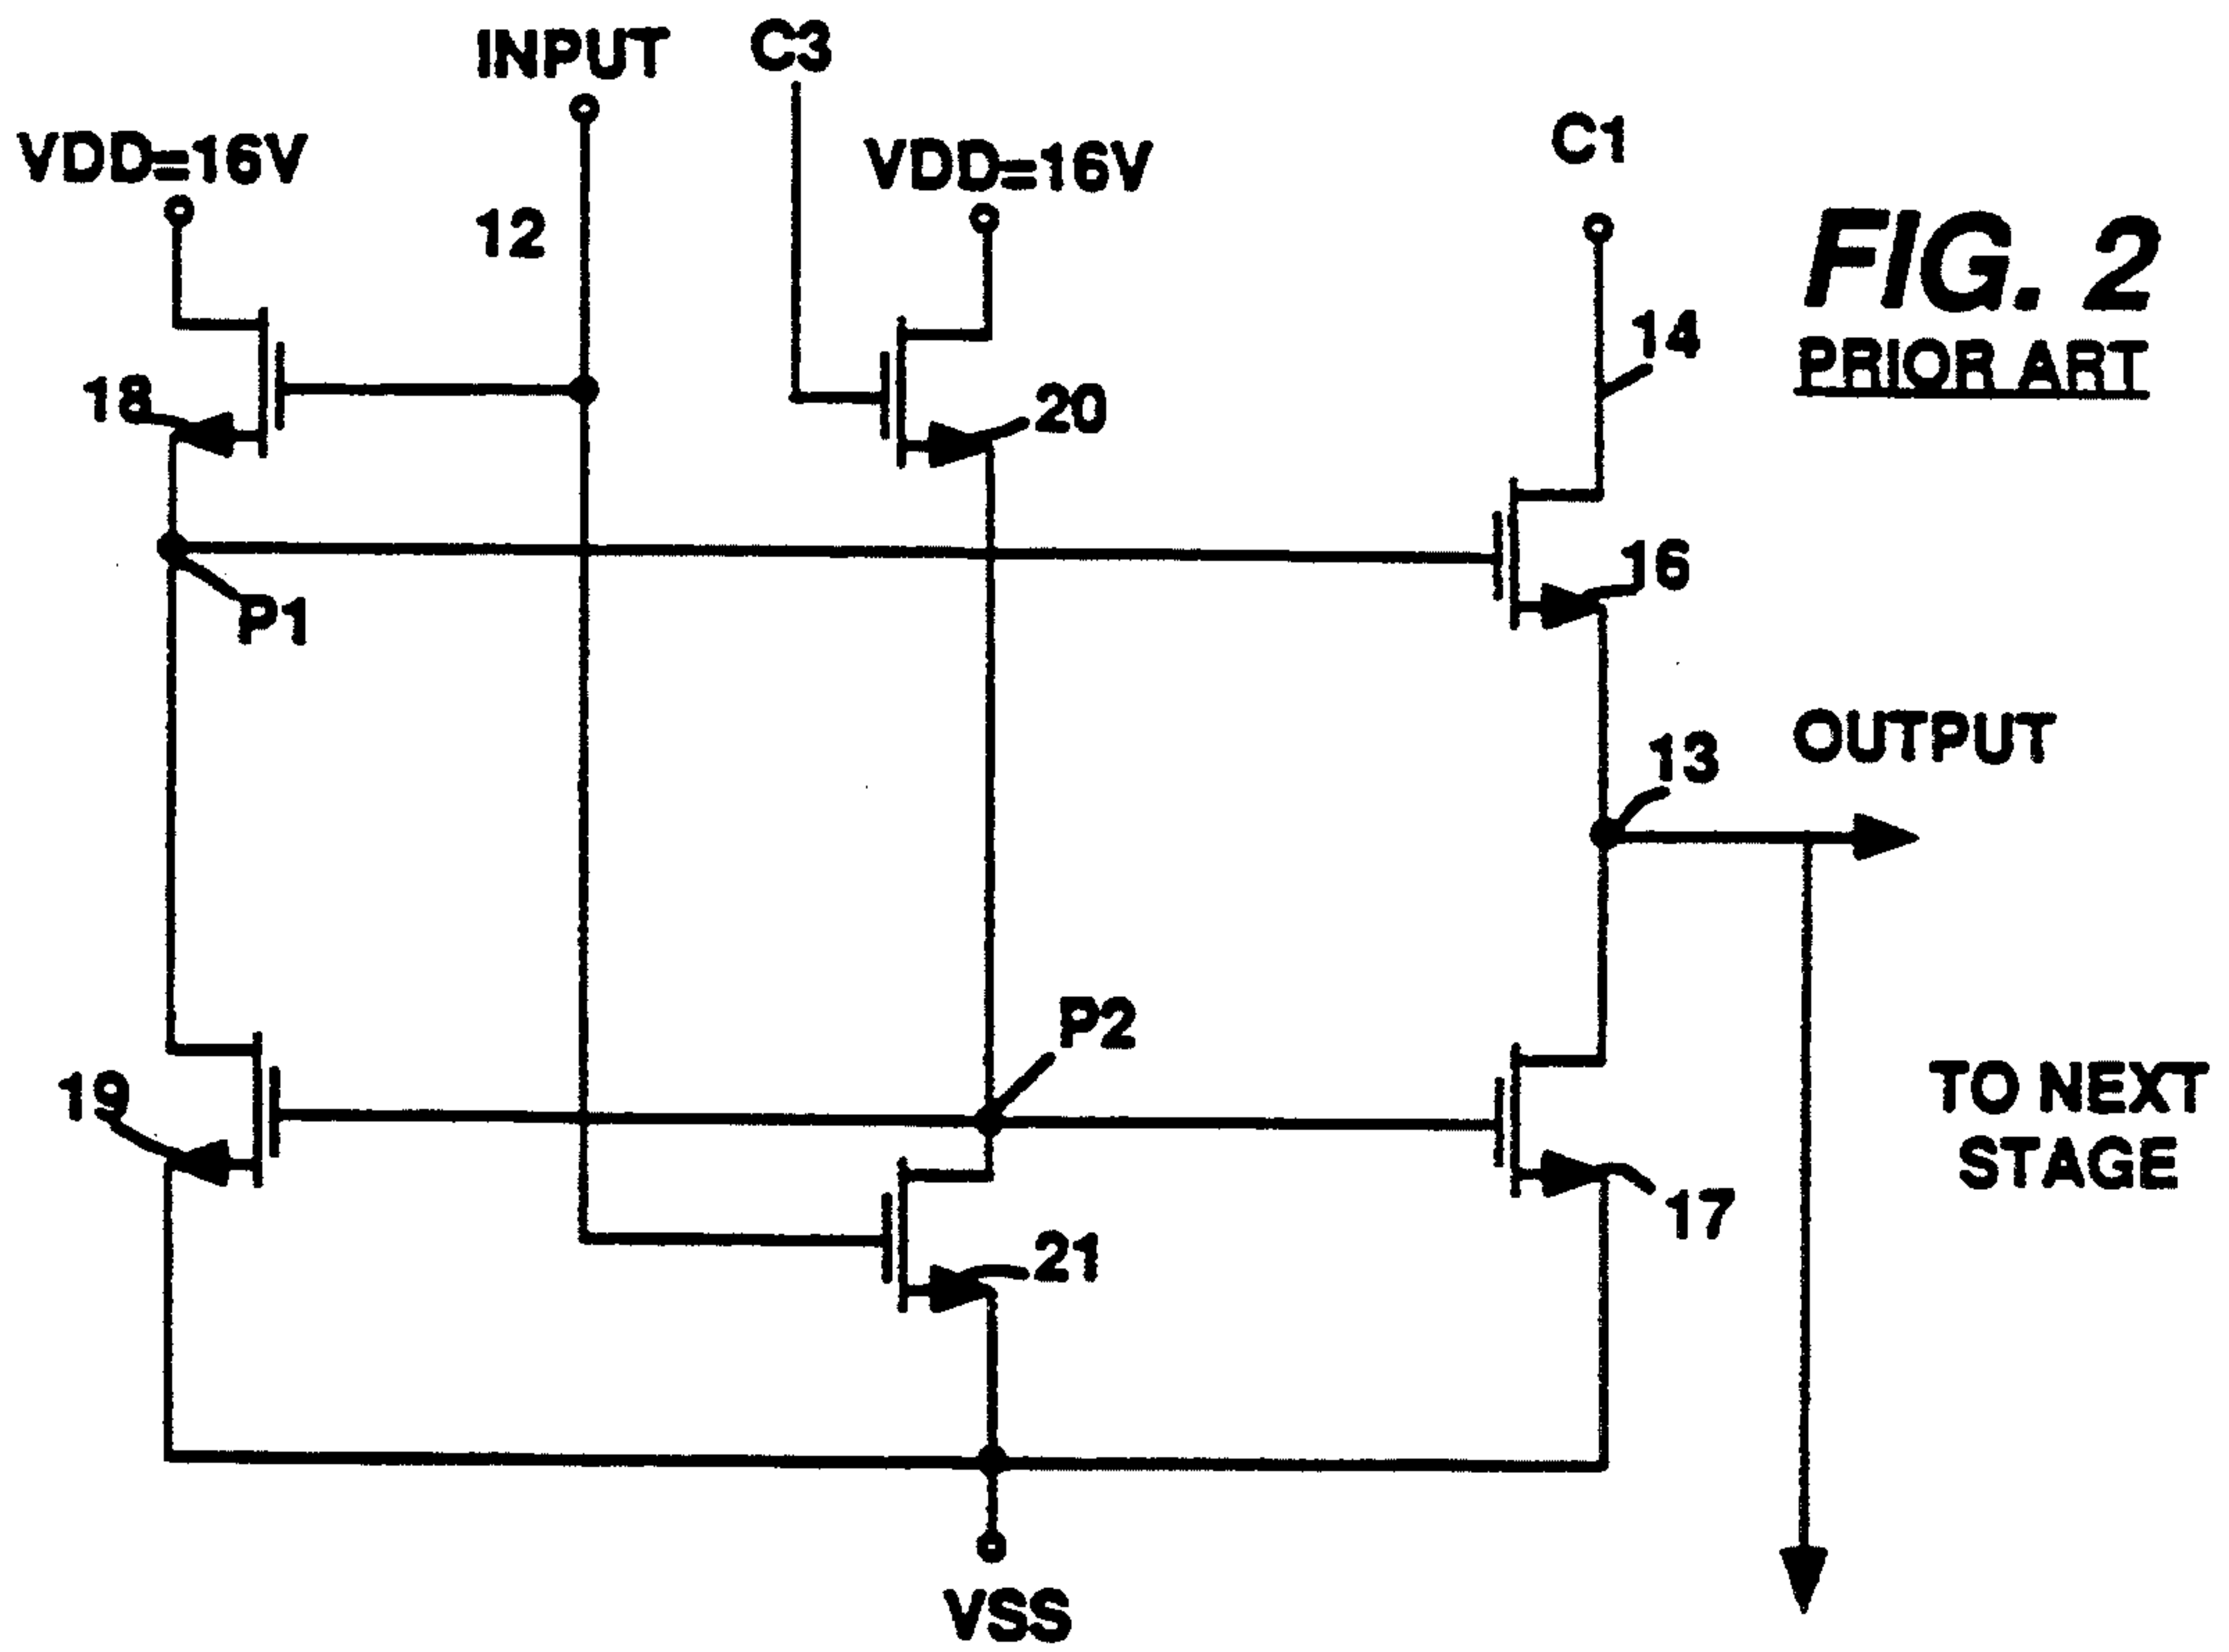 INPUT
C3
VDD=16V
12
VDD=16V
C1
FIG. 2
PRIOR ART
14
18
20
16
P1
13
OUTPUT
P2
19
TO NEXT
STAGE
17
21
VSS